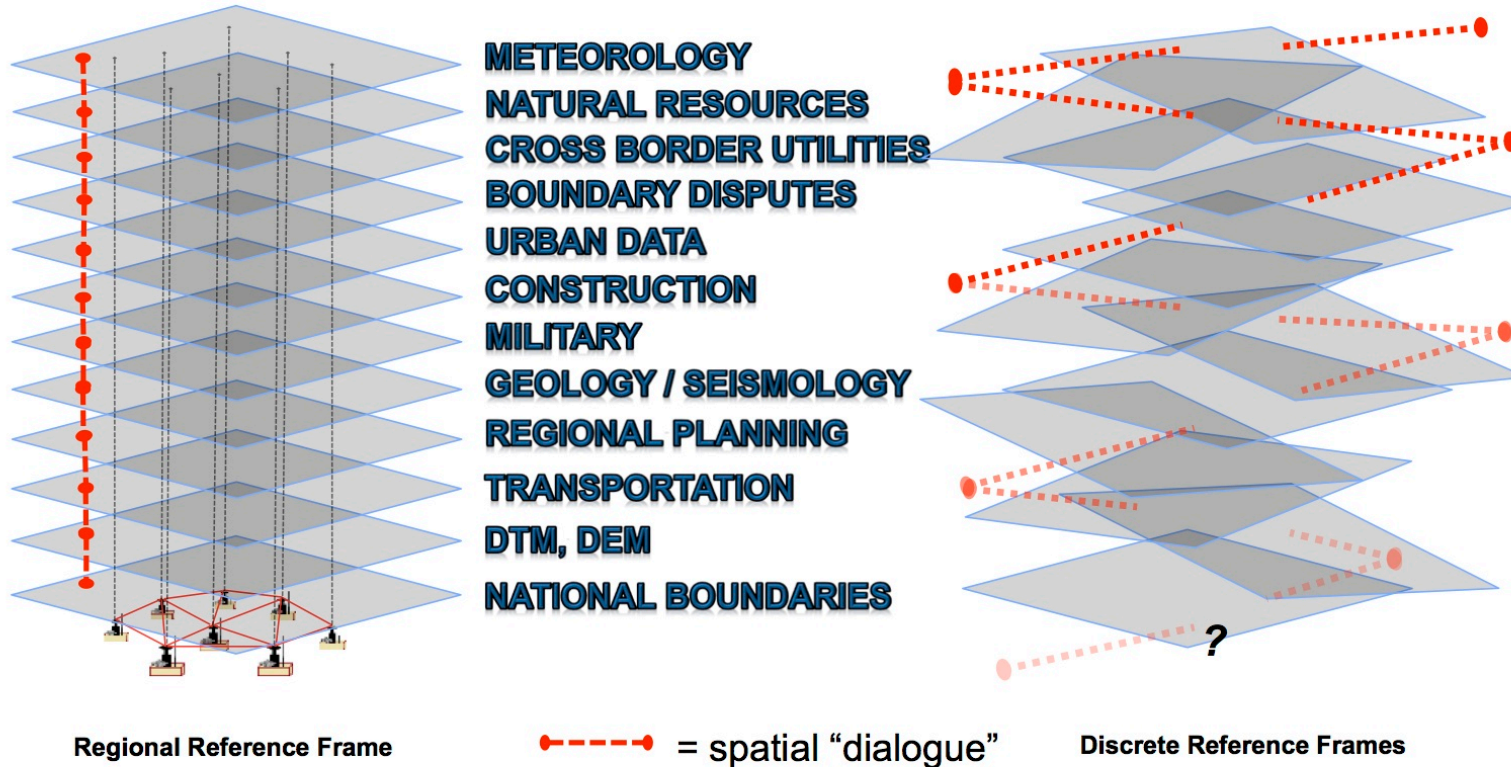 METEOROLOGY
NATURAL RESOURCES
CROSS BORDER UTILITIES
BOUNDARY DISPUTES
URBAN DATA
CONSTRUCTION
MILITARY
GEOLOGY / SEISMOLOGY
REGIONAL PLANNING
TRANSPORTATION
DTM, DEM
NATIONAL BOUNDARIES
?
Regional Reference Frame
= spatial “dialogue”
Discrete Reference Frames